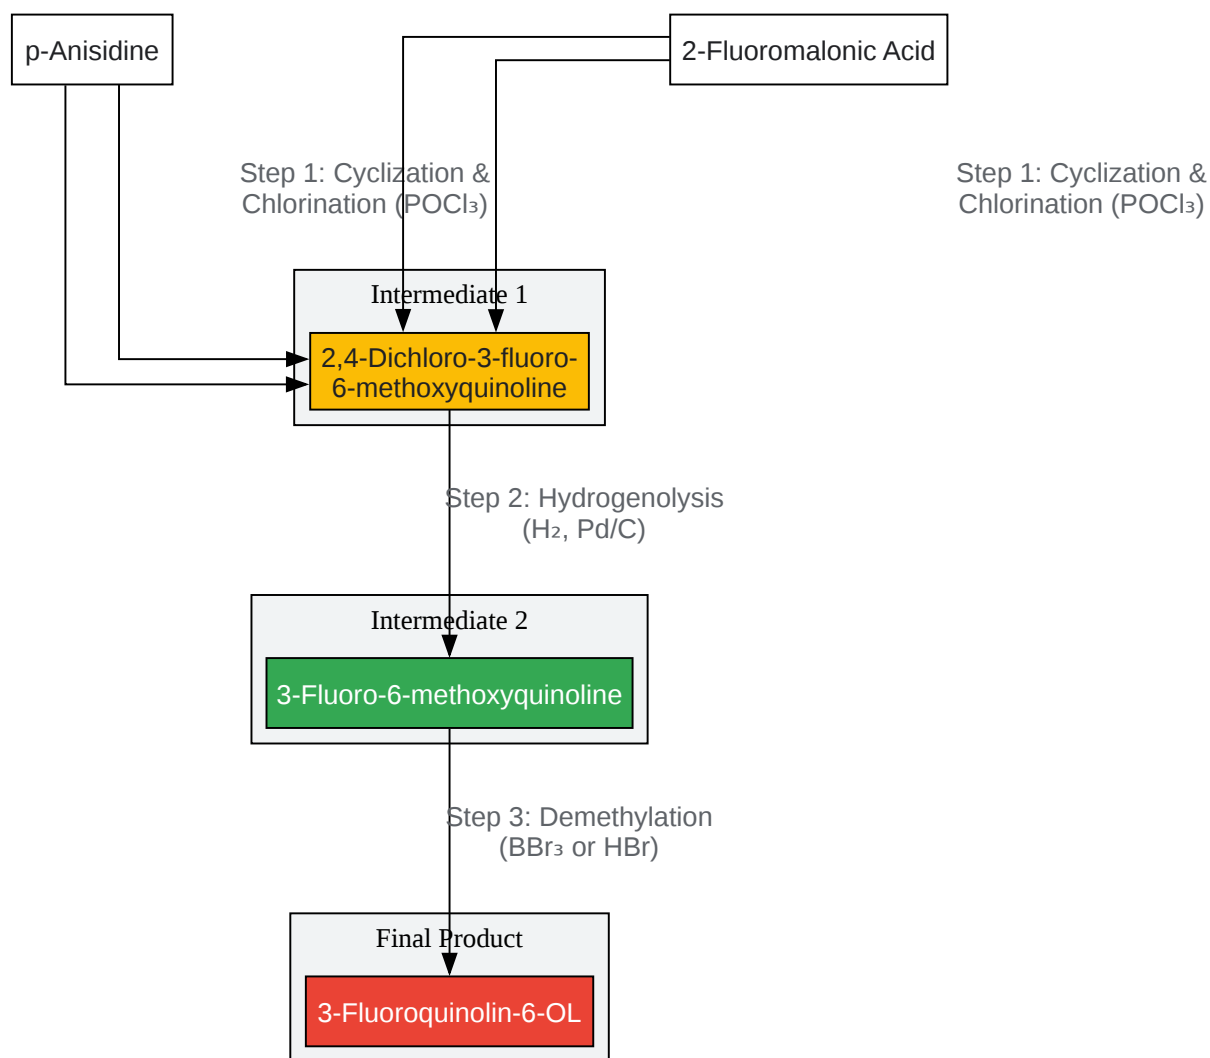 p-Anisidine
2-Fluoromalonic Acid
Step 1: Cyclization &
Chlorination (POCl₃)
Step 1: Cyclization &
Chlorination (POCl₃)
Intermediate 1
2,4-Dichloro-3-fluoro-
6-methoxyquinoline
Step 2: Hydrogenolysis
(H₂, Pd/C)
Intermediate 2
3-Fluoro-6-methoxyquinoline
Step 3: Demethylation
(BBr₃ or HBr)
Final Product
3-Fluoroquinolin-6-OL